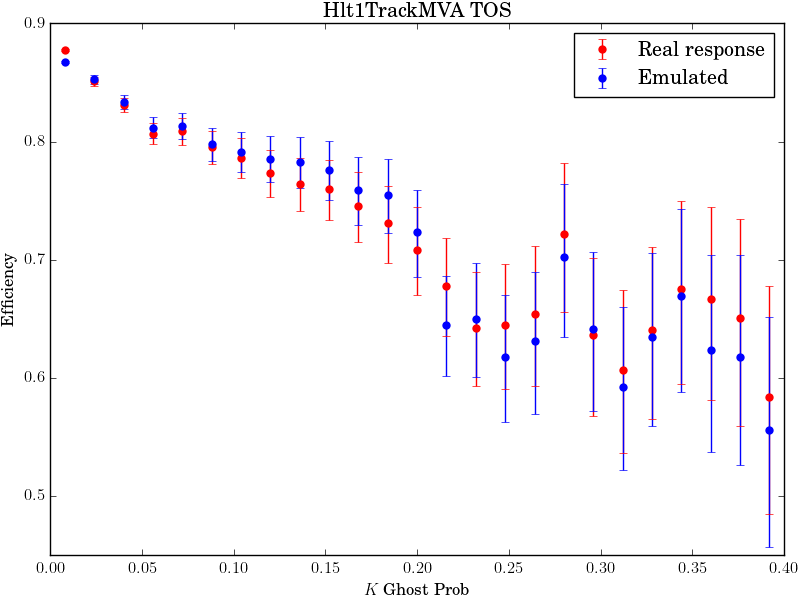 Hlt1TrackMVA TOS
Real response
Emulated
Efficiency
0.9
0.8
0.7
0.6
0.5
0.00 0.05 0.10 0.15 0.20 0.25 0.30 0.35 0.40
K Ghost Prob